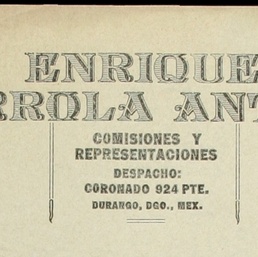 ENRIQUE
RROLA ANT
COMISIONES Y
REPRESENTACIONES
DESPACHO:
CORONADO 924 PTE.
DURANGO, DGO., MEX.